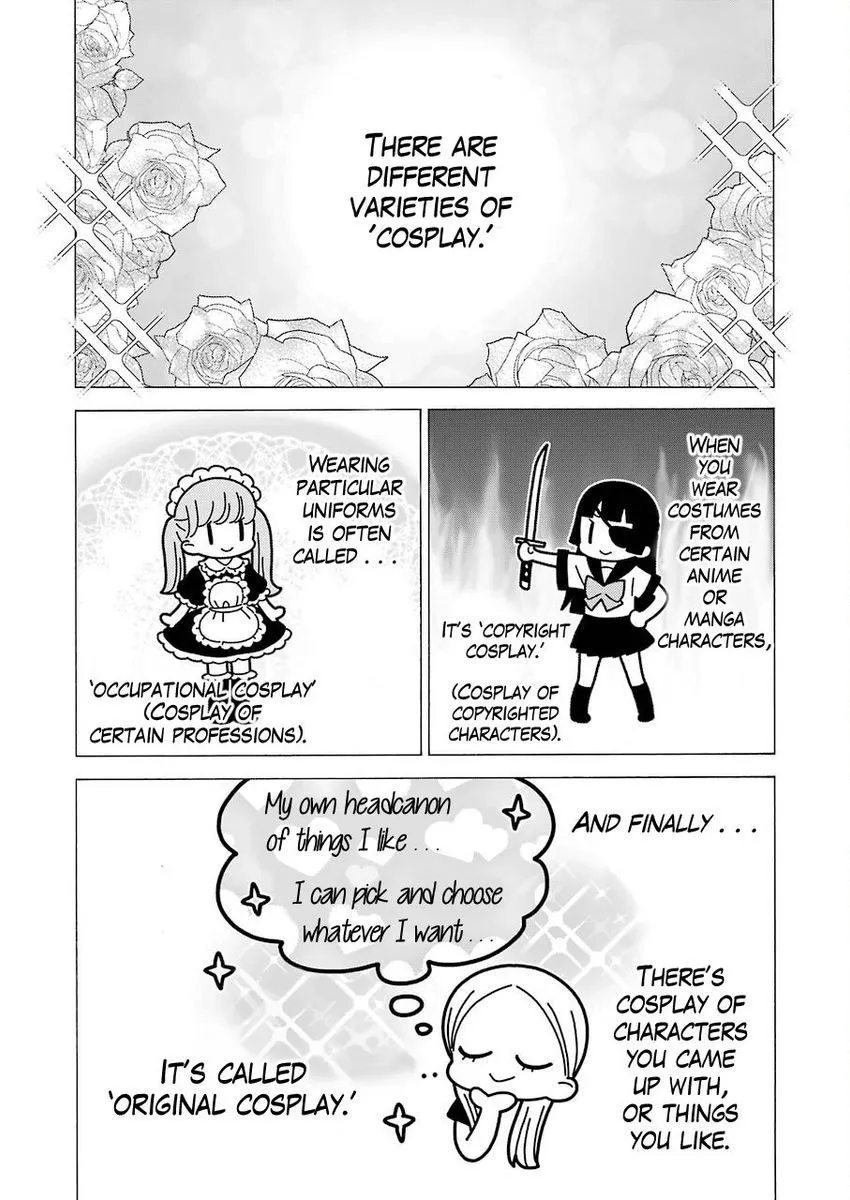 THERE ARE
DIFFERENT
VARIETIES OF
'COSPLAY.'
WHEN
YOU
WEAR
COSTUMES
FROM
CERTAIN
ANIME
OR
MANGA
CHARACTERS,
IT'S 'COPYRIGHT
COSPLAY.'
(COSPLAY OF
COPYRIGHTED
CHARACTERS).
WEARING
PARTICULAR
UNIFORMS
IS OFTEN
CALLED . . .
'OCCUPATIONAL COSPLAY'
(COSPLAY OF
CERTAIN PROFESSIONS).
AND FINALLY . . .
My own headcanon
of things I like . . .
I can pick and choose
whatever I want . . .
THERE'S
COSPLAY OF
CHARACTERS
YOU CAME
UP WITH,
OR THINGS
YOU LIKE.
IT'S CALLED
'ORIGINAL COSPLAY.'